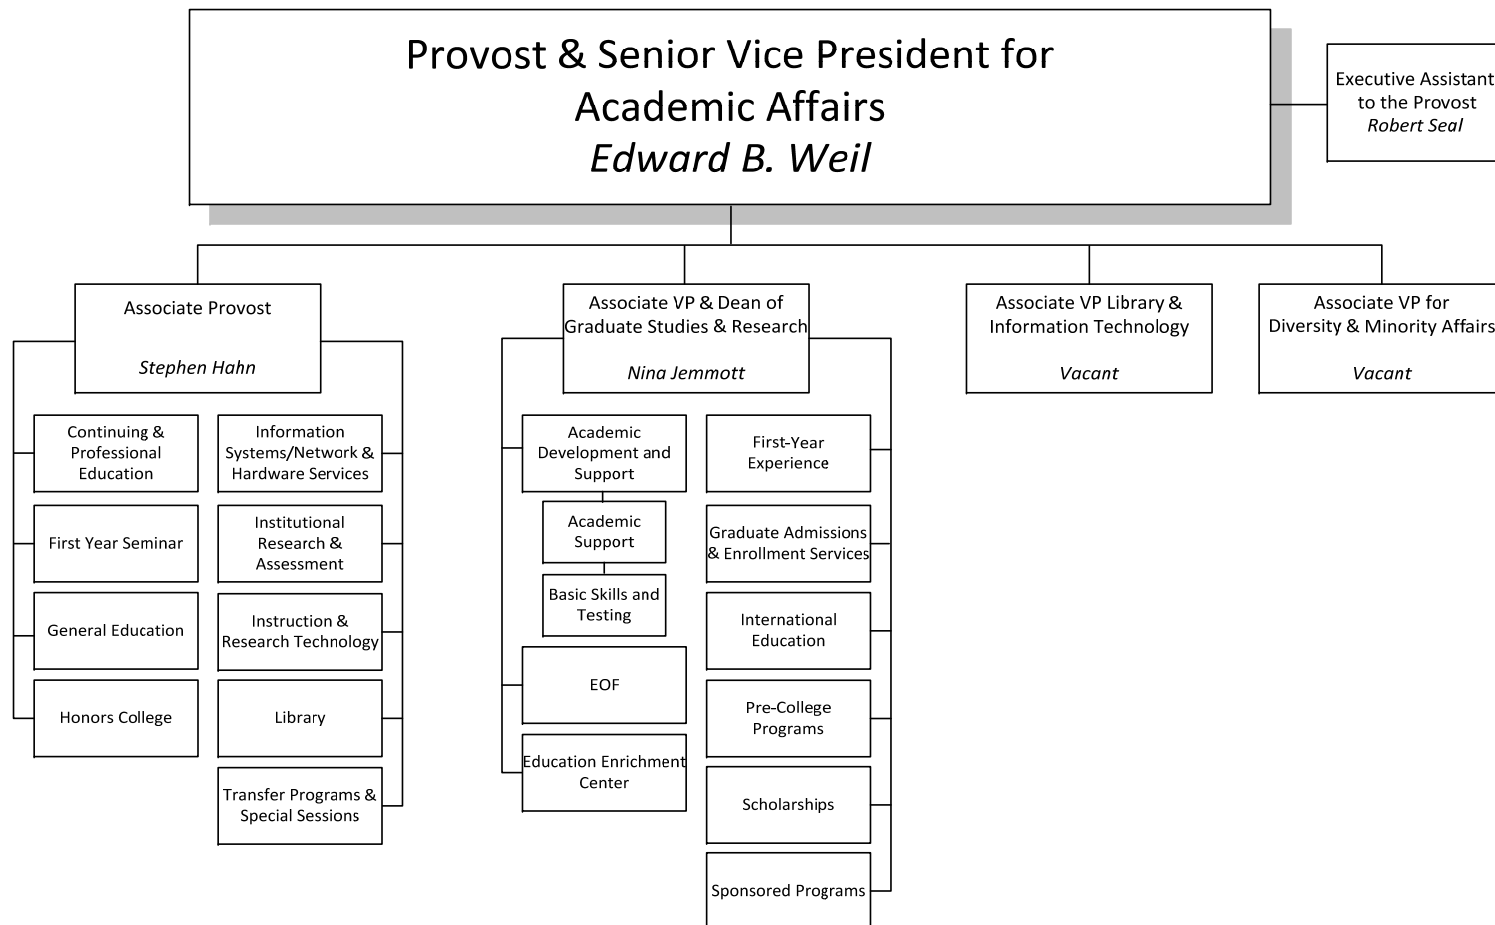 Provost & Senior Vice President for
Academic Affairs
Edward B. Weil
Executive Assistant
to the Provost
Robert Seal
Associate Provost
Stephen Hahn
Associate VP & Dean of
Graduate Studies & Research
Nina Jemmott
Associate VP Library &
Information Technology
Vacant
Associate VP for
Diversity & Minority Affairs
Vacant
Continuing &
Professional
Education
First Year Seminar
General Education
Honors College
Information
Systems/Network &
Hardware Services
Institutional
Research &
Assessment
Instruction &
Research Technology
Library
Transfer Programs &
Special Sessions
Academic
Development and
Support
Academic
Support
Basic Skills and
Testing
EOF
Education Enrichment
Center
First-Year
Experience
Graduate Admissions
& Enrollment Services
International
Education
Pre-College
Programs
Scholarships
Sponsored Programs